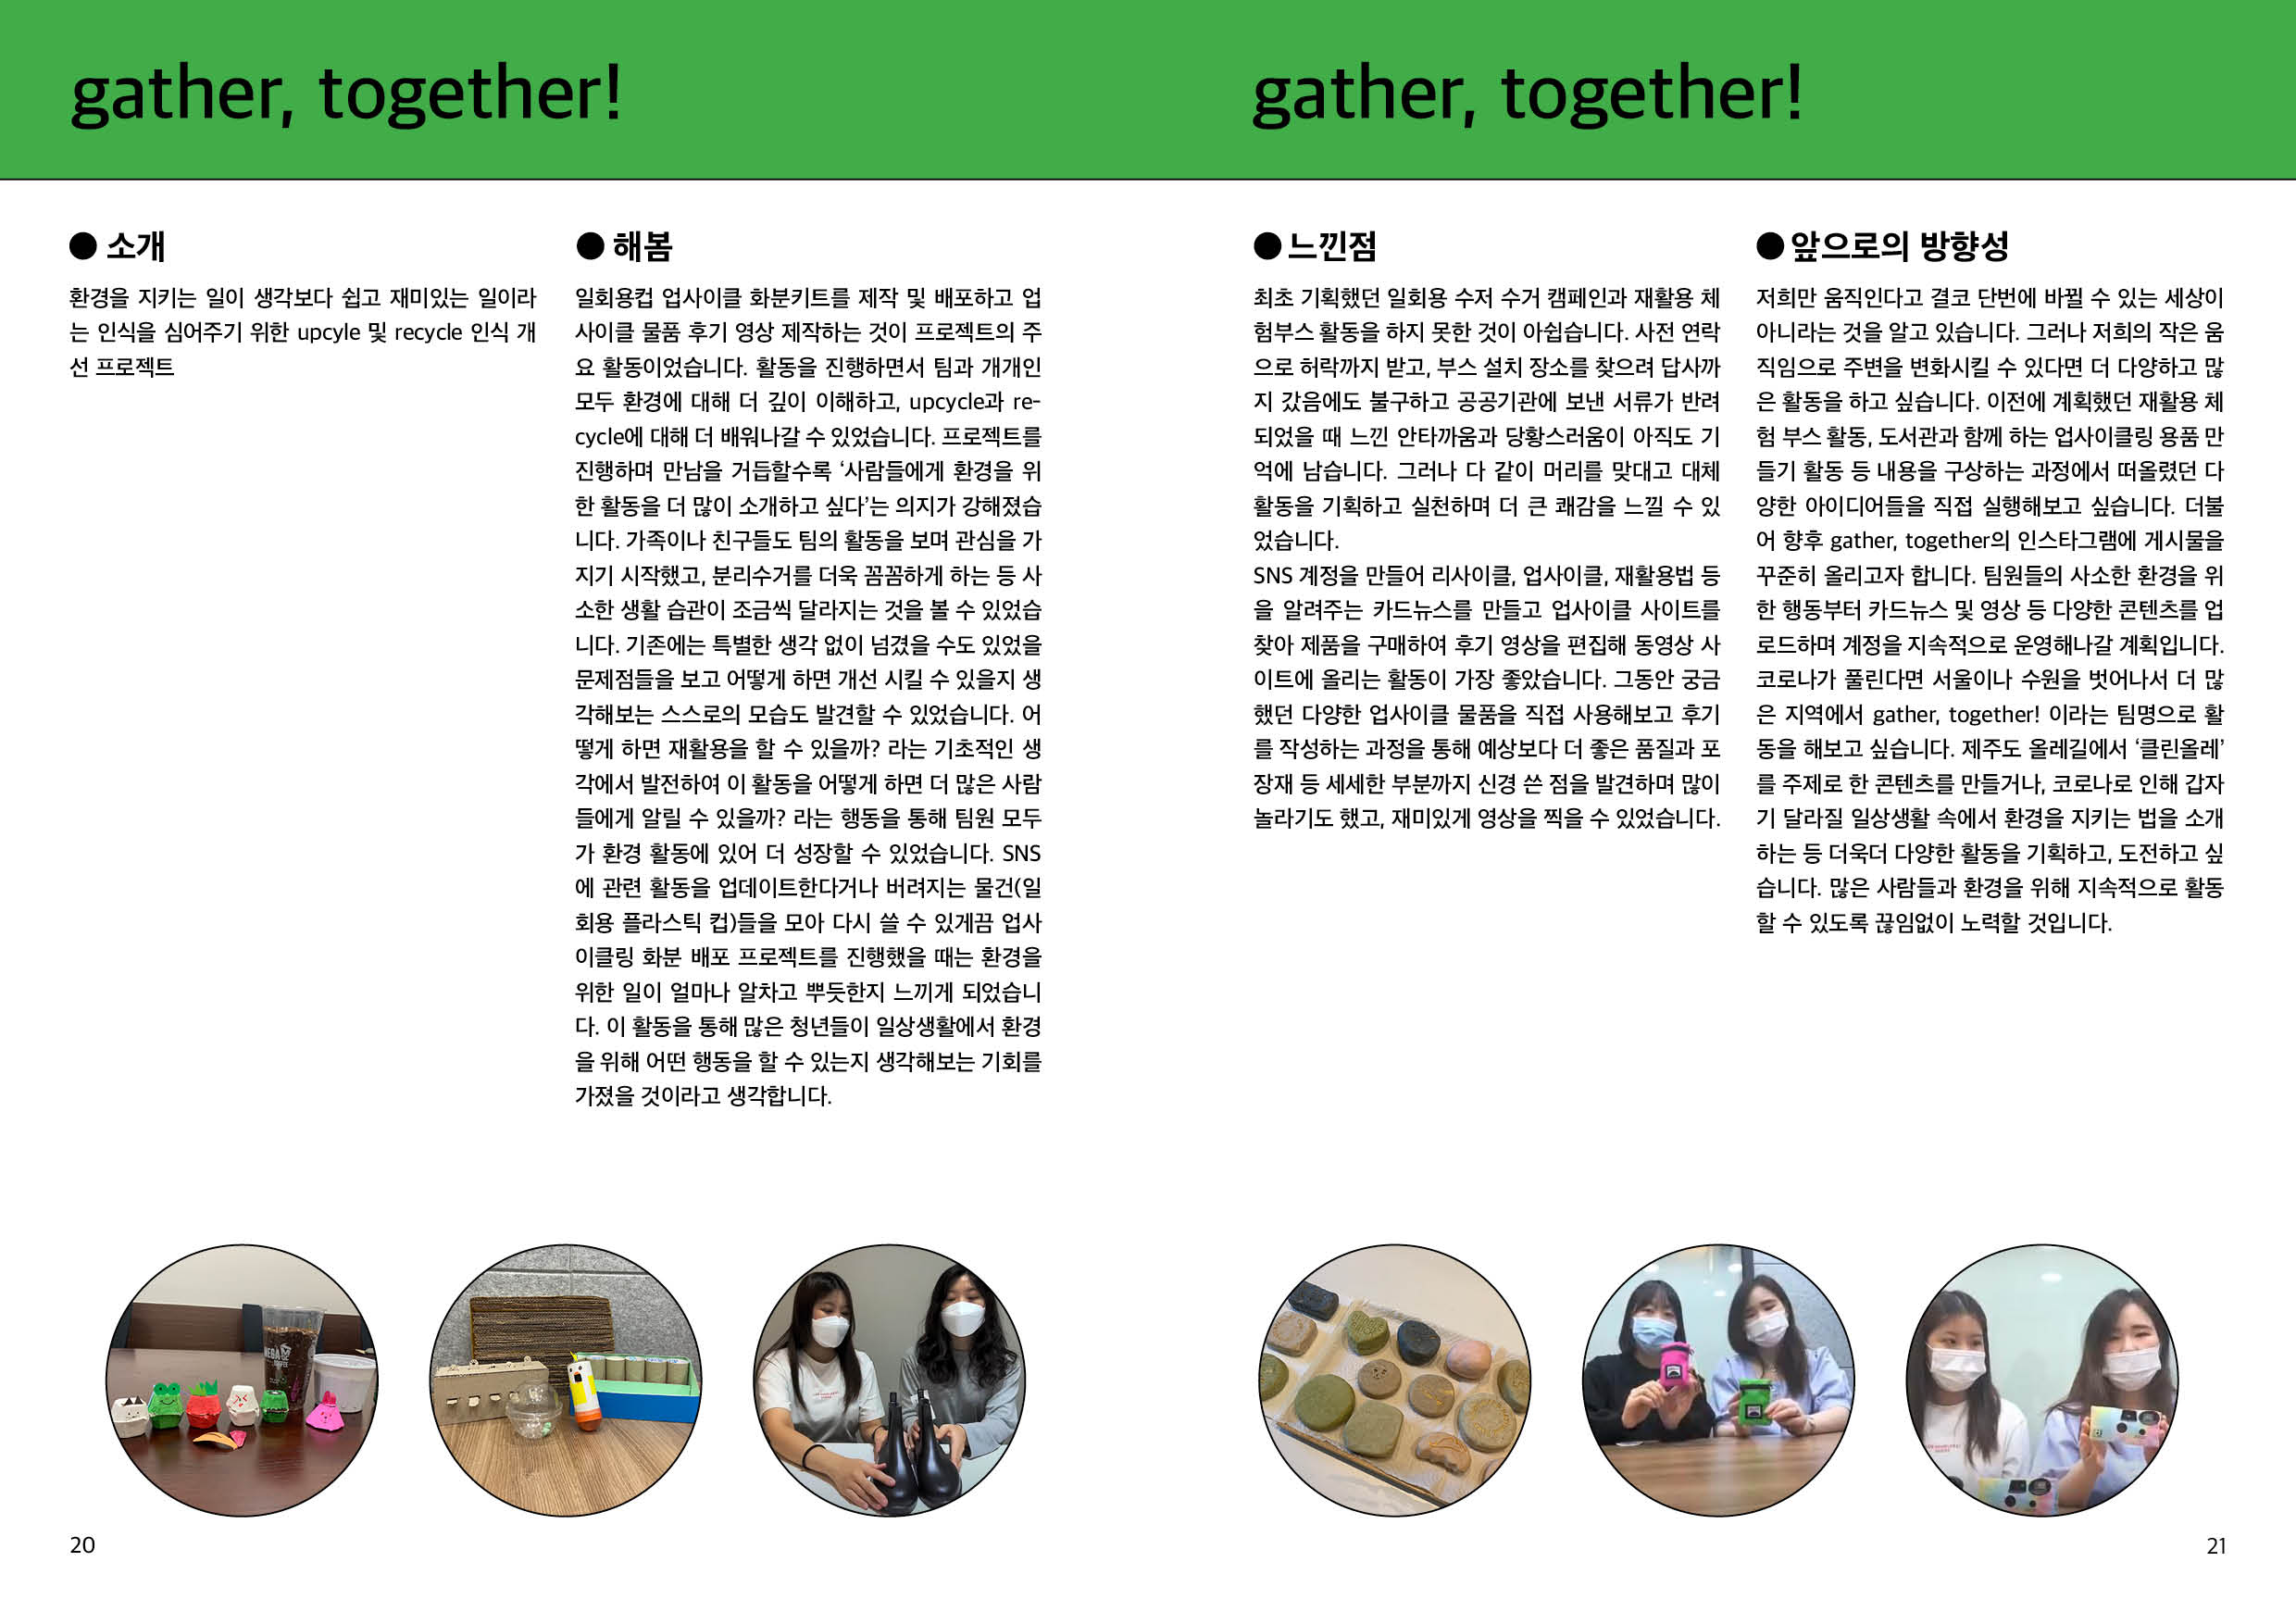 gather, together!
● 소개
환경을 지키는 일이 생각보다 쉽고 재미있는 일이라
는 인식을 심어주기 위한 upcyle 및 recycle 인식 개
선 프로젝트
● 해봄
일회용컵 업사이클 화분키트를 제작 및 배포하고 업
사이클 물품 후기 영상 제작하는 것이 프로젝트의 주
요 활동이었습니다. 활동을 진행하면서 팀과 개개인
모두 환경에 대해 더 깊이 이해하고, upcycle과 re-
cycle에 대해 더 배워나갈 수 있었습니다. 프로젝트를
진행하며 만남을 거듭할수록 ‘사람들에게 환경을 위
한 활동을 더 많이 소개하고 싶다’는 의지가 강해졌습
니다. 가족이나 친구들도 팀의 활동을 보며 관심을 가
지기 시작했고, 분리수거를 더욱 꼼꼼하게 하는 등 사
소한 생활 습관이 조금씩 달라지는 것을 볼 수 있었습
니다. 기존에는 특별한 생각 없이 넘겼을 수도 있었을
문제점들을 보고 어떻게 하면 개선 시킬 수 있을지 생
각해보는 스스로의 모습도 발견할 수 있었습니다. 어
떻게 하면 재활용을 할 수 있을까? 라는 기초적인 생
각에서 발전하여 이 활동을 어떻게 하면 더 많은 사람
들에게 알릴 수 있을까? 라는 행동을 통해 팀원 모두
가 환경 활동에 있어 더 성장할 수 있었습니다. SNS
에 관련 활동을 업데이트한다거나 버려지는 물건(일
회용 플라스틱 컵)들을 모아 다시 쓸 수 있게끔 업사
이클링 화분 배포 프로젝트를 진행했을 때는 환경을
위한 일이 얼마나 알차고 뿌듯한지 느끼게 되었습니
다. 이 활동을 통해 많은 청년들이 일상생활에서 환경
을 위해 어떤 행동을 할 수 있는지 생각해보는 기회를
가졌을 것이라고 생각합니다.
20
gather, together!
● 느낀점
최초 기획했던 일회용 수저 수거 캠페인과 재활용 체
험부스 활동을 하지 못한 것이 아쉽습니다. 사전 연락
으로 허락까지 받고, 부스 설치 장소를 찾으려 답사까
지 갔음에도 불구하고 공공기관에 보낸 서류가 반려
되었을 때 느낀 안타까움과 당황스러움이 아직도 기
억에 남습니다. 그러나 다 같이 머리를 맞대고 대체
활동을 기획하고 실천하며 더 큰 쾌감을 느낄 수 있
었습니다.
SNS 계정을 만들어 리사이클, 업사이클, 재활용법 등
을 알려주는 카드뉴스를 만들고 업사이클 사이트를
찾아 제품을 구매하여 후기 영상을 편집해 동영상 사
이트에 올리는 활동이 가장 좋았습니다. 그동안 궁금
했던 다양한 업사이클 물품을 직접 사용해보고 후기
를 작성하는 과정을 통해 예상보다 더 좋은 품질과 포
장재 등 세세한 부분까지 신경 쓴 점을 발견하며 많이
놀라기도 했고, 재미있게 영상을 찍을 수 있었습니다.
● 앞으로의 방향성
저희만 움직인다고 결코 단번에 바뀔 수 있는 세상이
아니라는 것을 알고 있습니다. 그러나 저희의 작은 움
직임으로 주변을 변화시킬 수 있다면 더 다양하고 많
은 활동을 하고 싶습니다. 이전에 계획했던 재활용 체
험 부스 활동, 도서관과 함께 하는 업사이클링 용품 만
들기 활동 등 내용을 구상하는 과정에서 떠올렸던 다
양한 아이디어들을 직접 실행해보고 싶습니다. 더불
어 향후 gather, together의 인스타그램에 게시물을
꾸준히 올리고자 합니다. 팀원들의 사소한 환경을 위
한 행동부터 카드뉴스 및 영상 등 다양한 콘텐츠를 업
로드하며 계정을 지속적으로 운영해나갈 계획입니다.
코로나가 풀린다면 서울이나 수원을 벗어나서 더 많
은 지역에서 gather, together! 이라는 팀명으로 활
동을 해보고 싶습니다. 제주도 올레길에서 ‘클린올레’
를 주제로 한 콘텐츠를 만들거나, 코로나로 인해 갑자
기 달라질 일상생활 속에서 환경을 지키는 법을 소개
하는 등 더욱더 다양한 활동을 기획하고, 도전하고 싶
습니다. 많은 사람들과 환경을 위해 지속적으로 활동
할 수 있도록 끊임없이 노력할 것입니다.
21